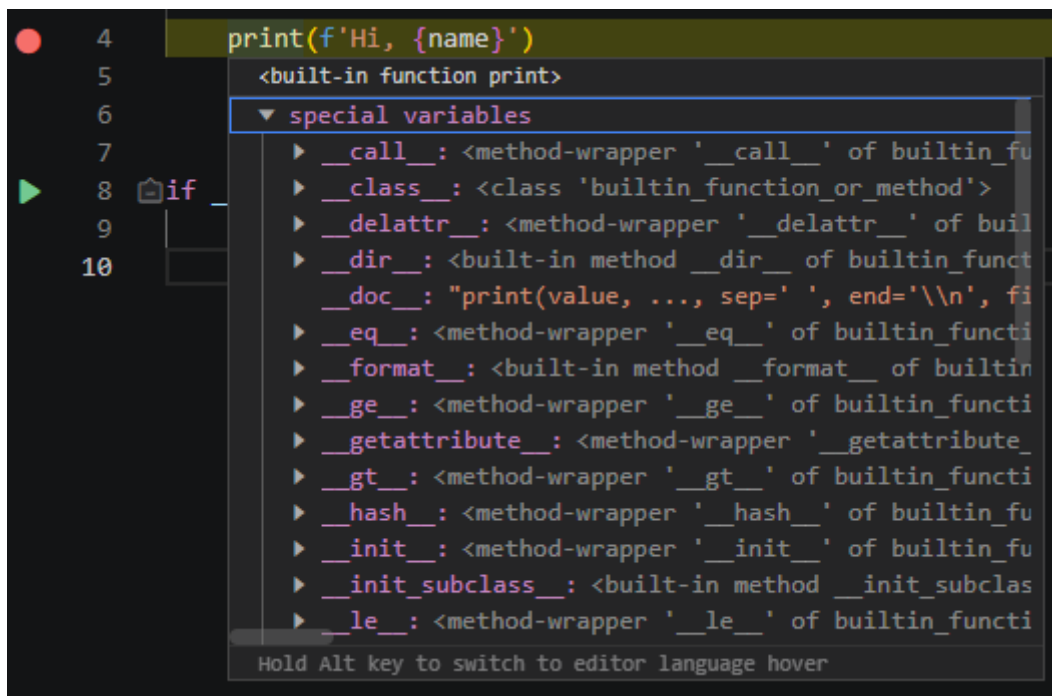 4 print(f'Hi, {name}')
5 <built-in function print>
6 special variables
7 __call__: <method-wrapper '__call__' of builtin_fu
8 if _ __class__: <class 'builtin_function_or_method'>
9 __delattr__: <method-wrapper '__delattr__' of buil
10 __dir__: <built-in method __dir__ of builtin_funct
__doc__: "print(value, ..., sep=' ', end='\\n', fi
__eq__: <method-wrapper '__eq__' of builtin_functi
__format__: <built-in method __format__ of builtin
__ge__: <method-wrapper '__ge__' of builtin_functi
__getattribute__: <method-wrapper '__getattribute_
__gt__: <method-wrapper '__gt__' of builtin_functi
__hash__: <method-wrapper '__hash__' of builtin_fu
__init__: <method-wrapper '__init__' of builtin_fu
__init_subclass__: <built-in method __init_subclas
__le__: <method-wrapper '__le__' of builtin_functi
Hold Alt key to switch to editor language hover